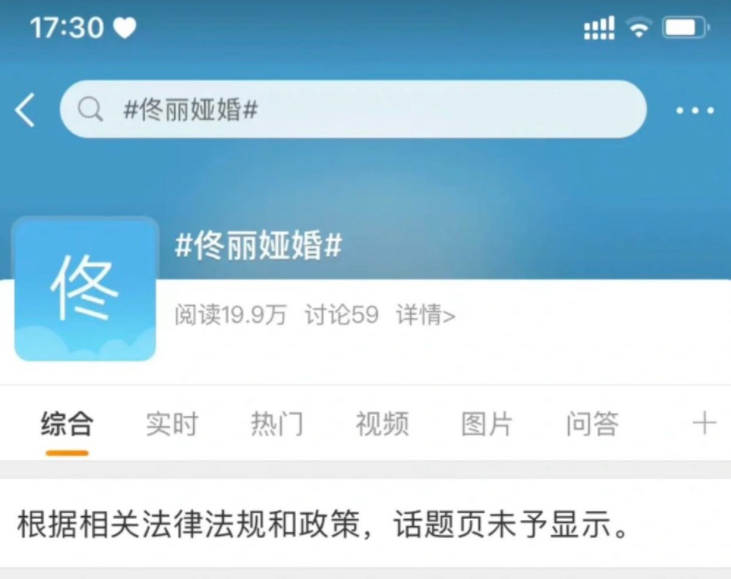 17:30
#佟丽娅婚#
佟
#佟丽娅婚#
阅读19.9万 讨论59 详情>
综合 实时 热门 视频 图片 问答 +
根据相关法律法规和政策，话题页未予显示。